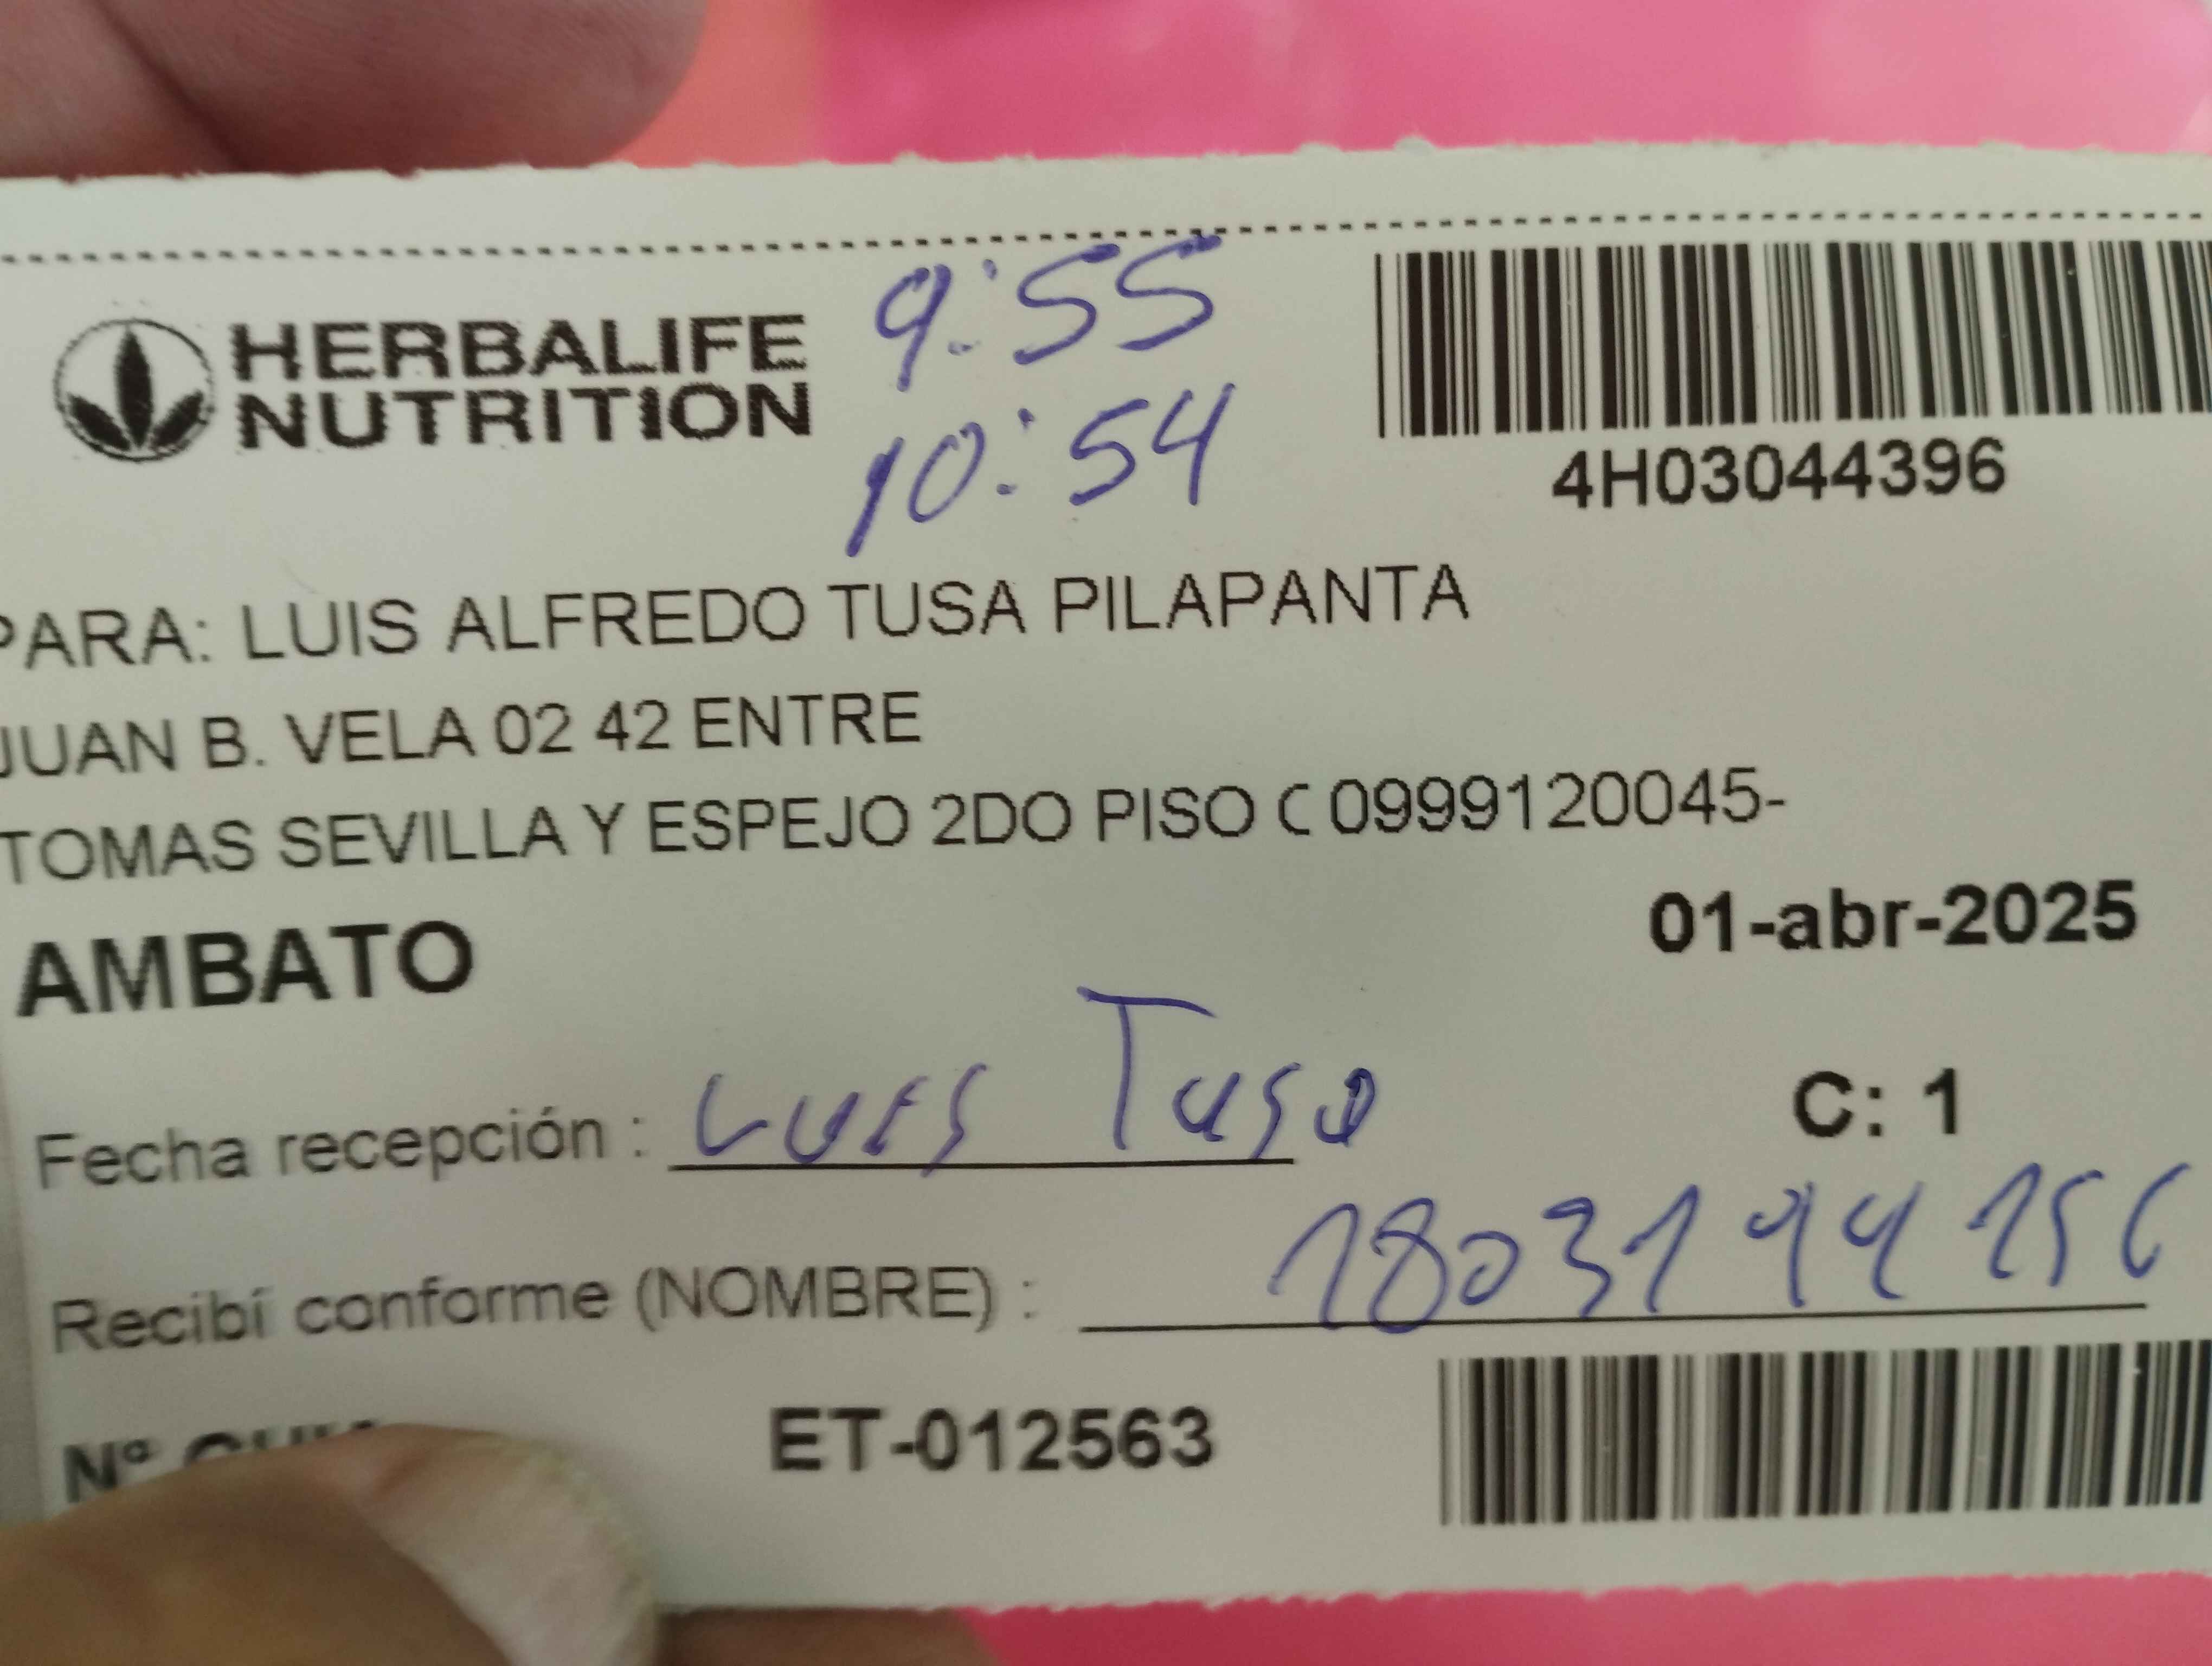 HERBALIFE
NUTRITION
9:55
10:54
4H03044396
PARA: LUIS ALFREDO TUSA PILAPANTA
JUAN B. VELA 02 42 ENTRE
TOMAS SEVILLA Y ESPEJO 2DO PISO C 0999120045-
AMBATO
01-abr-2025
Fecha recepción : Luis Tusa
C: 1
Recibí conforme (NOMBRE) :
Nº
ET-012563